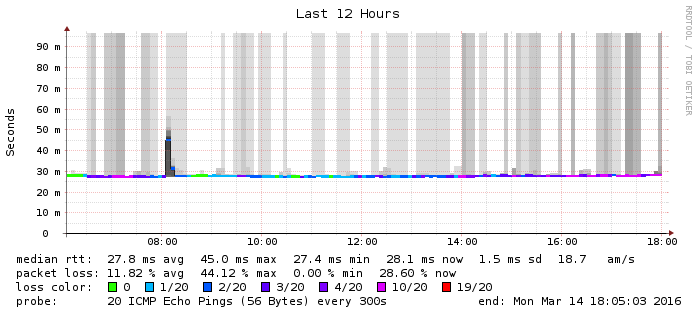 Last 12 Hours
RRDTOOL / TOBI OETIKER
Seconds
90 m
80 m
70 m
60 m
50 m
40 m
30 m
20 m
10 m
0
08:00 10:00 12:00 14:00 16:00 18:00
median rtt: 27.8 ms avg 45.0 ms max 27.4 ms min 28.1 ms now 1.5 ms sd 18.7 am/s
packet loss: 11.82 % avg 44.12 % max 0.00 % min 28.60 % now
loss color: 0 1/20 2/20 3/20 4/20 10/20 19/20
probe: 20 ICMP Echo Pings (56 Bytes) every 300s end: Mon Mar 14 18:05:03 2016